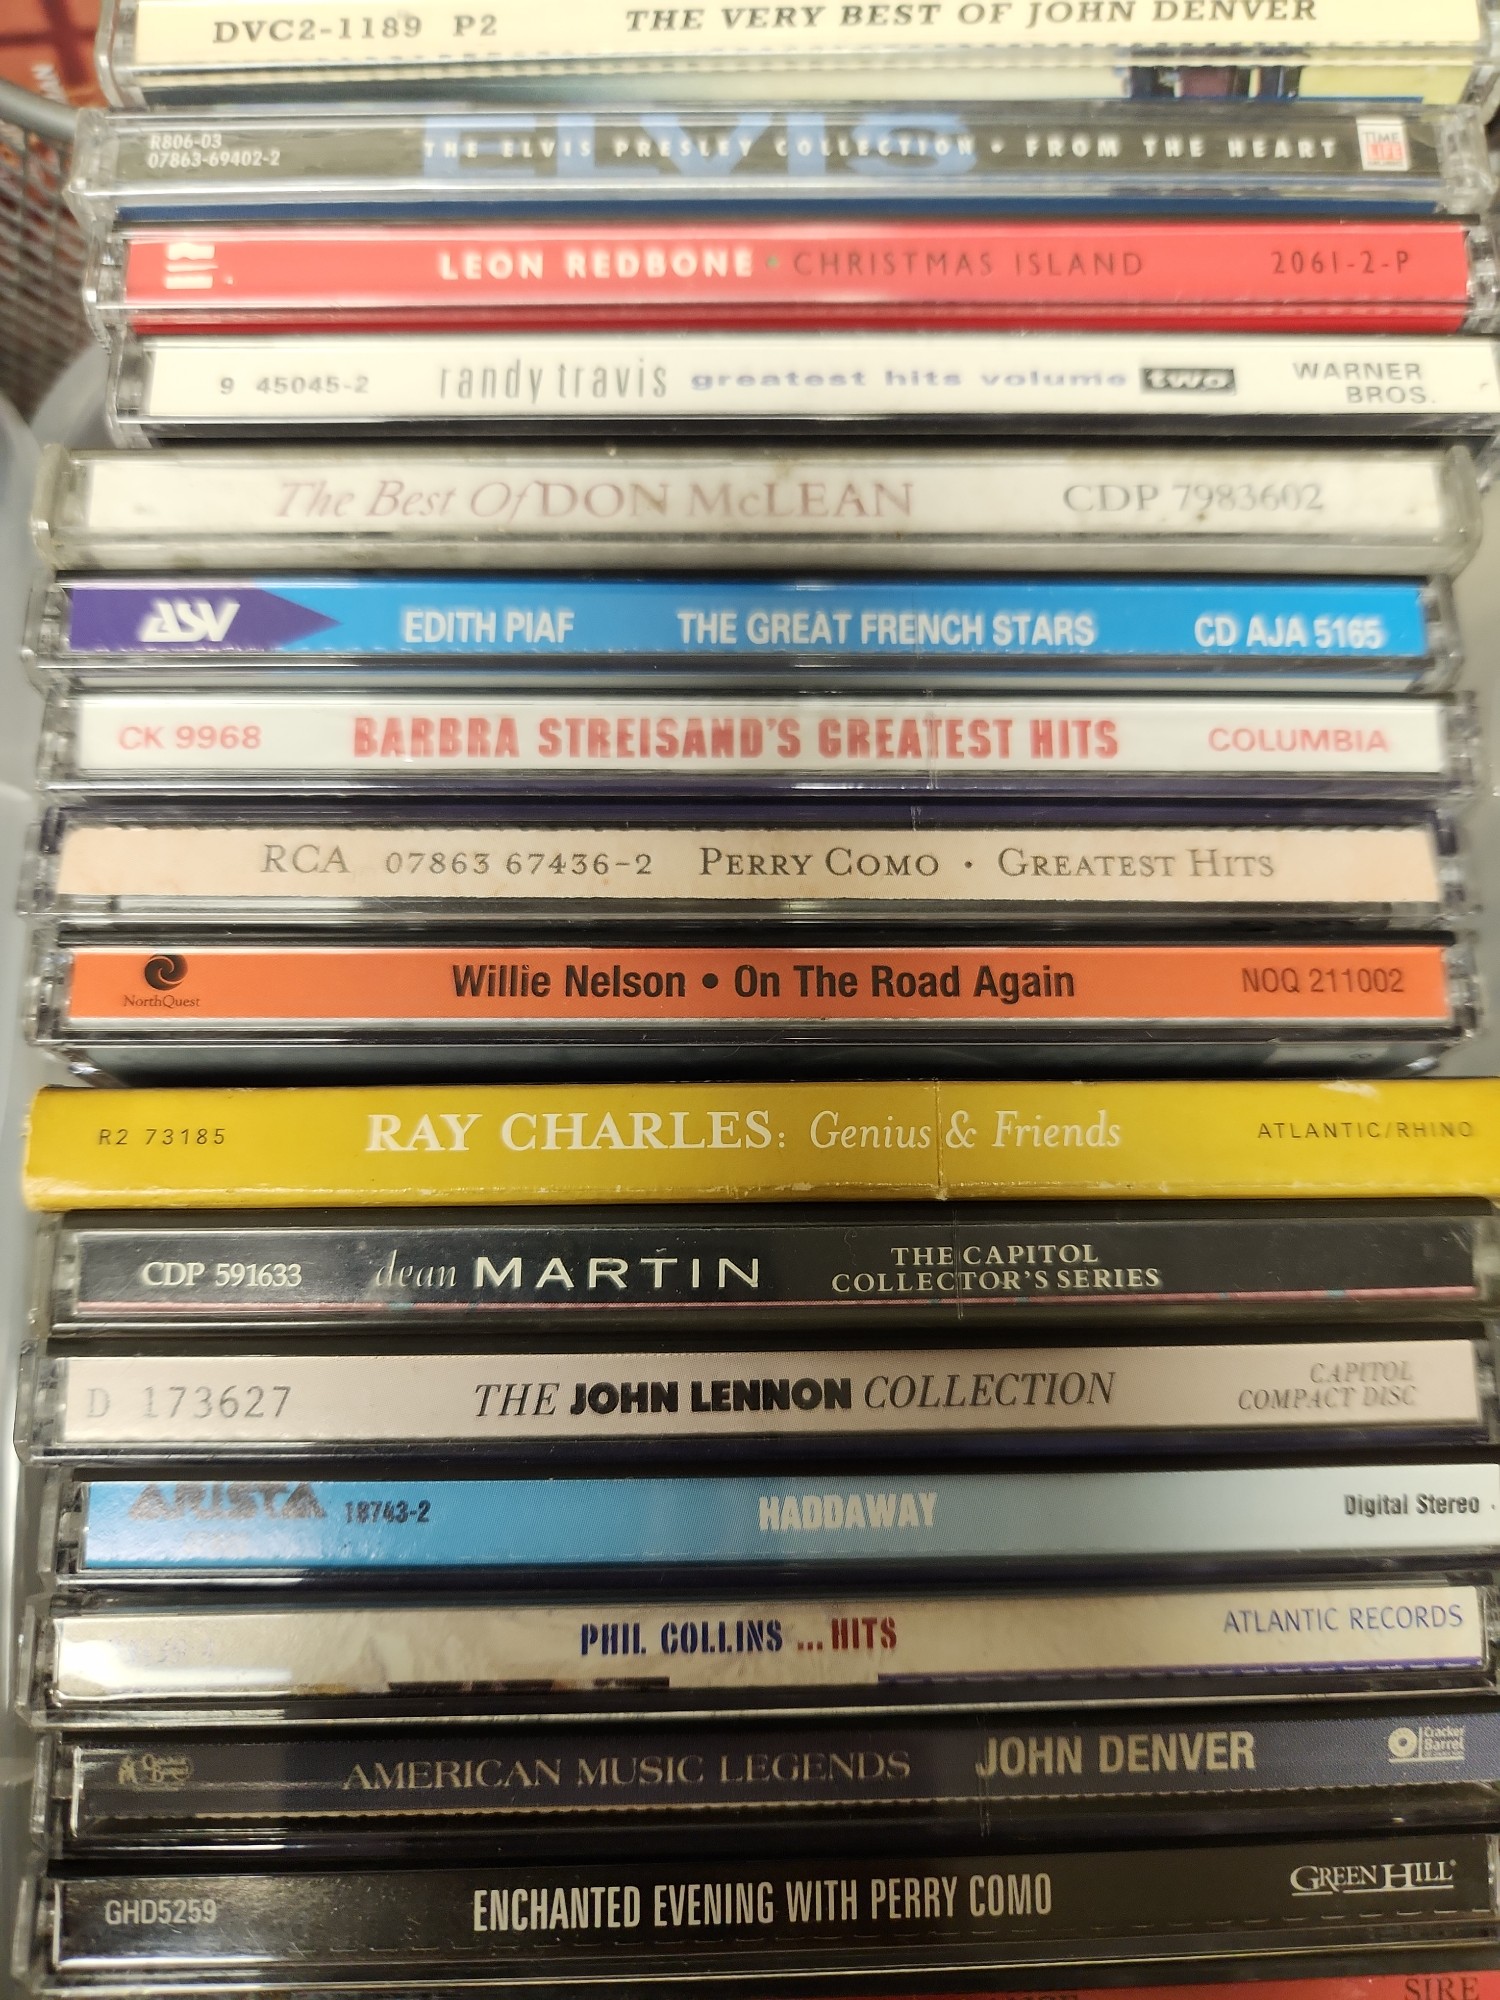 DVC2-1189 P2 THE VERY BEST OF JOHN DENVER
R806-03
07863-69402-2
ELVIS
THE ELVIS PRESLEY COLLECTION • FROM THE HEART
TIME LIFE
LEON REDBONE • CHRISTMAS ISLAND 2061-2-P
9 45045-2 randy travis greatest hits volume two WARNER BROS.
The Best Of DON McLEAN CDP 7983602
ASV EDITH PIAF THE GREAT FRENCH STARS CD AJA 5165
CK 9968 BARBRA STREISAND'S GREATEST HITS COLUMBIA
RCA 07863 67436-2 PERRY COMO • GREATEST HITS
NorthQuest Willie Nelson • On The Road Again NOQ 211002
R2 73185 RAY CHARLES: Genius & Friends ATLANTIC/RHINO
CDP 591633 dean MARTIN THE CAPITOL COLLECTOR'S SERIES
D 173627 THE JOHN LENNON COLLECTION CAPITOL COMPACT DISC
ARISTA 18743-2 HADDAWAY Digital Stereo
PHIL COLLINS ...HITS ATLANTIC RECORDS
AMERICAN MUSIC LEGENDS JOHN DENVER Cracker Barrel
GHD5259 ENCHANTED EVENING WITH PERRY COMO GREEN HILL
SIRE